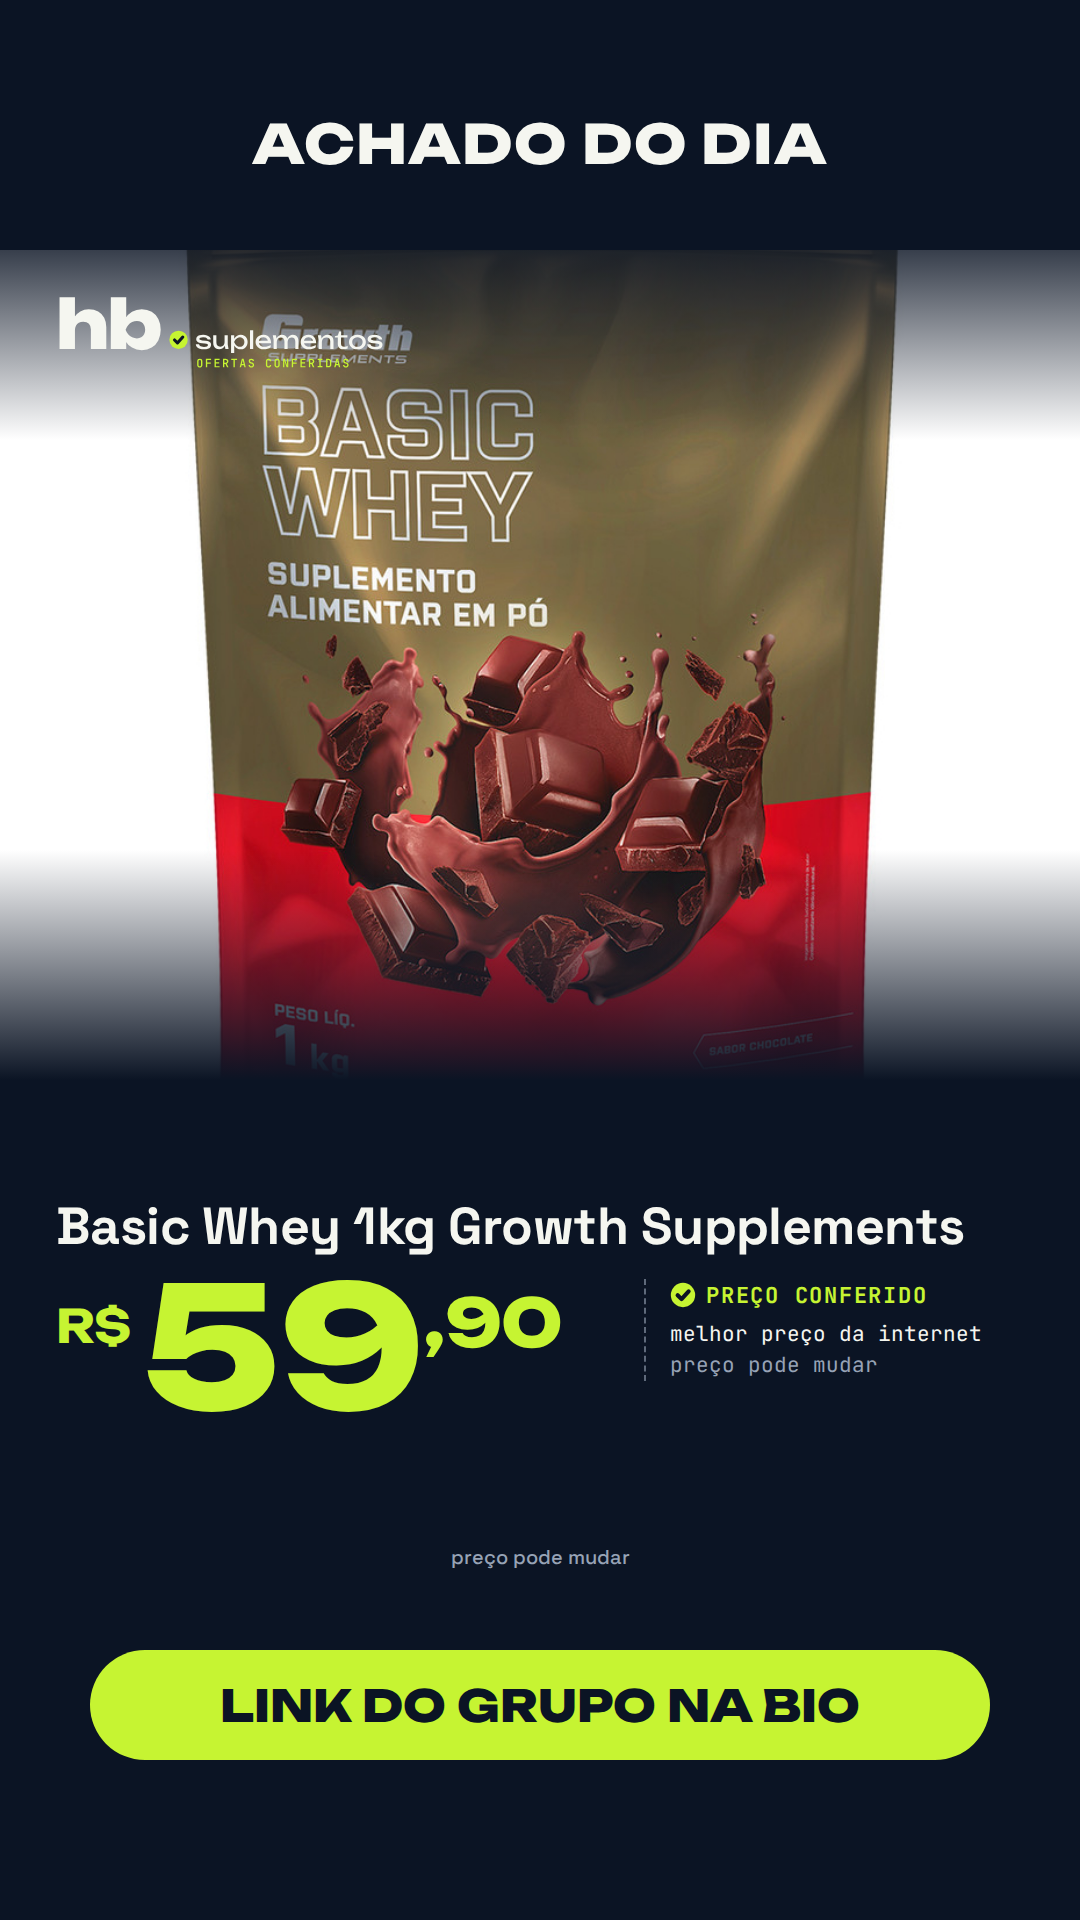 ACHADO DO DIA
hb suplementos
OFERTAS CONFERIDAS
Growth
SUPPLEMENTS
BASIC
WHEY
SUPLEMENTO
ALIMENTAR EM PÓ
PESO LÍQ.
1 kg
SABOR CHOCOLATE
Basic Whey 1kg Growth Supplements
R$ 59,90
PREÇO CONFERIDO
melhor preço da internet
preço pode mudar
preço pode mudar
LINK DO GRUPO NA BIO